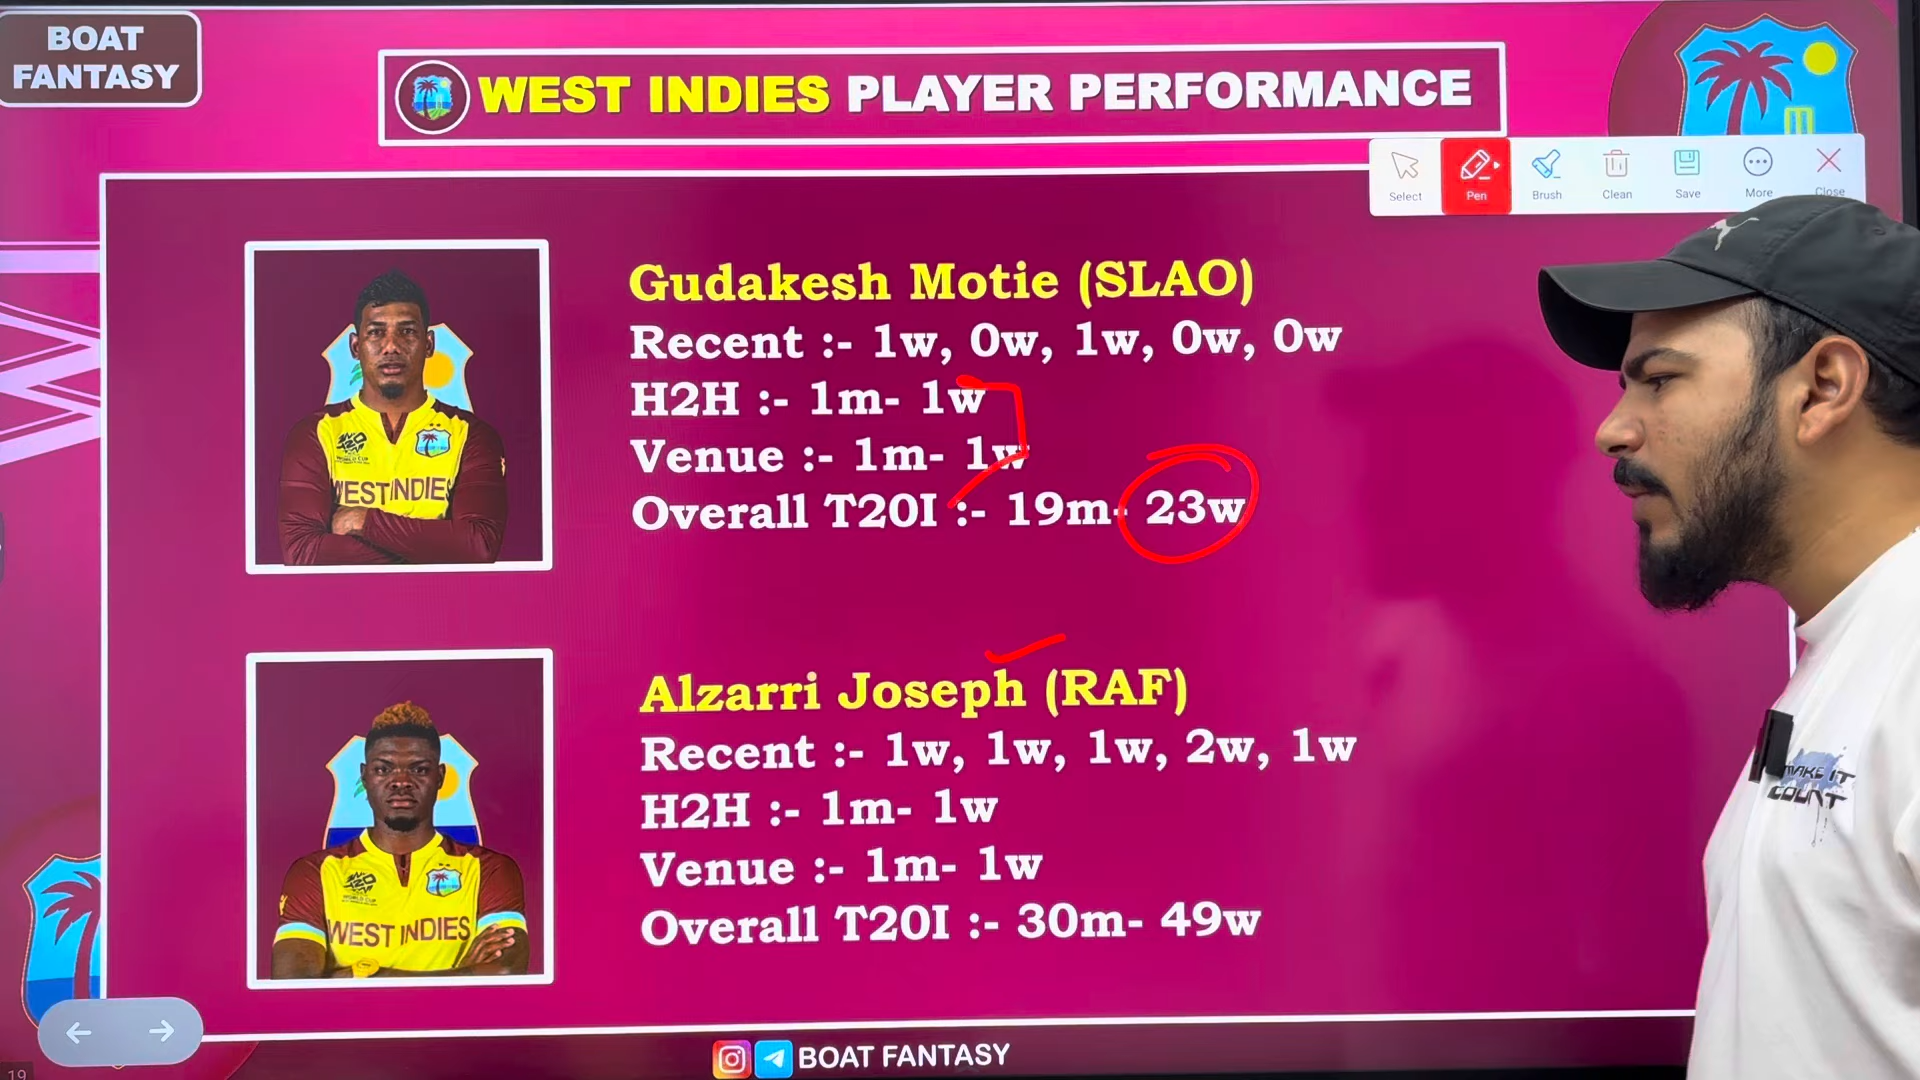 BOAT
FANTASY
WEST INDIES PLAYER PERFORMANCE
Select
Pen
Brush
Clean
Save
More
Close
Gudakesh Motie (SLAO)
Recent :- 1w, 0w, 1w, 0w, 0w
H2H :- 1m- 1w
Venue :- 1m- 1w
Overall T20I :- 19m- 23w
WEST INDIES
Alzarri Joseph (RAF)
Recent :- 1w, 1w, 1w, 2w, 1w
H2H :- 1m- 1w
Venue :- 1m- 1w
Overall T20I :- 30m- 49w
WEST INDIES
MAKE IT
COUNT
BOAT FANTASY
19